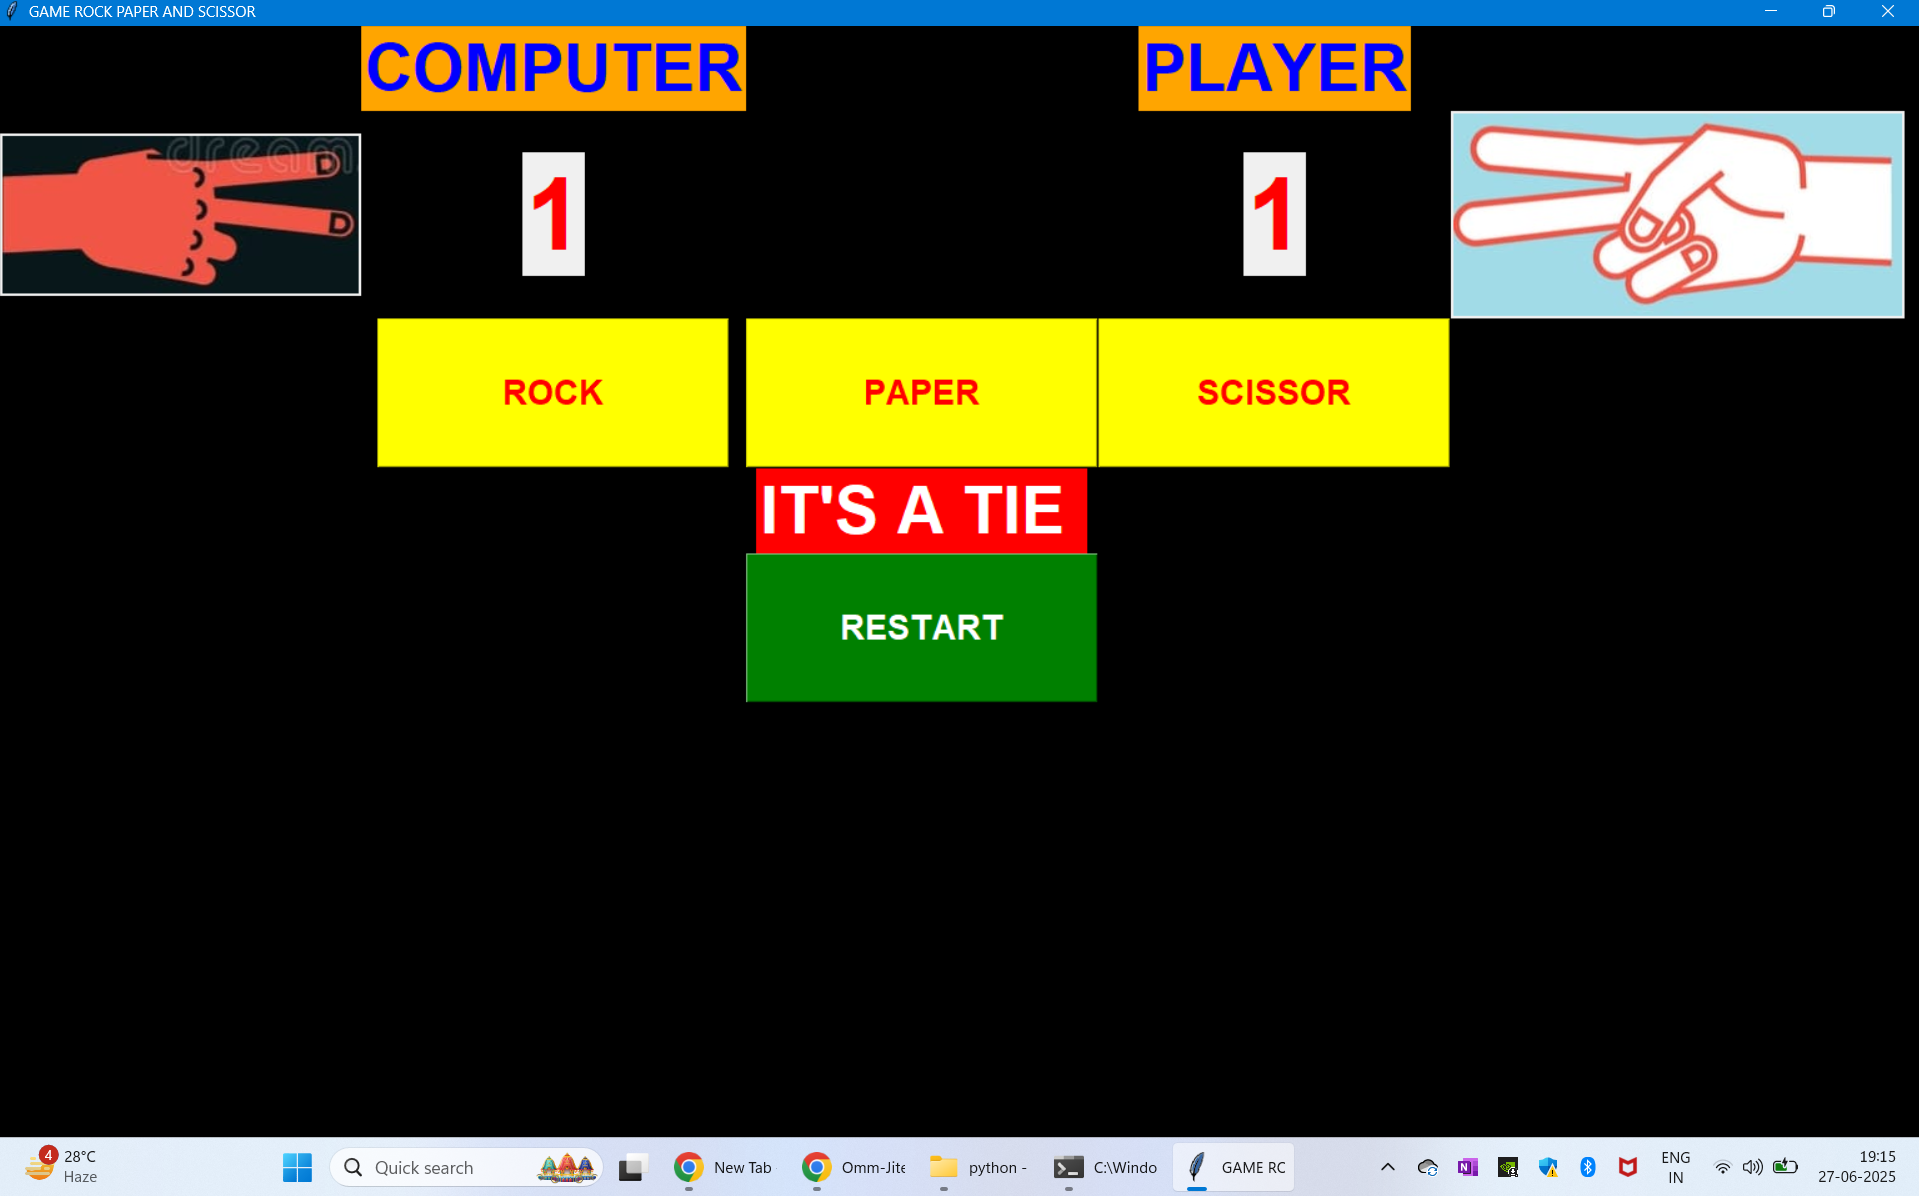 GAME ROCK PAPER AND SCISSOR
COMPUTER
PLAYER
dream
1
1
ROCK
PAPER
SCISSOR
IT'S A TIE
RESTART
4
28°C
Haze
Quick search
New Tab
Omm-Jite
python -
C:\Windo
GAME RC
N
ENG
IN
19:15
27-06-2025